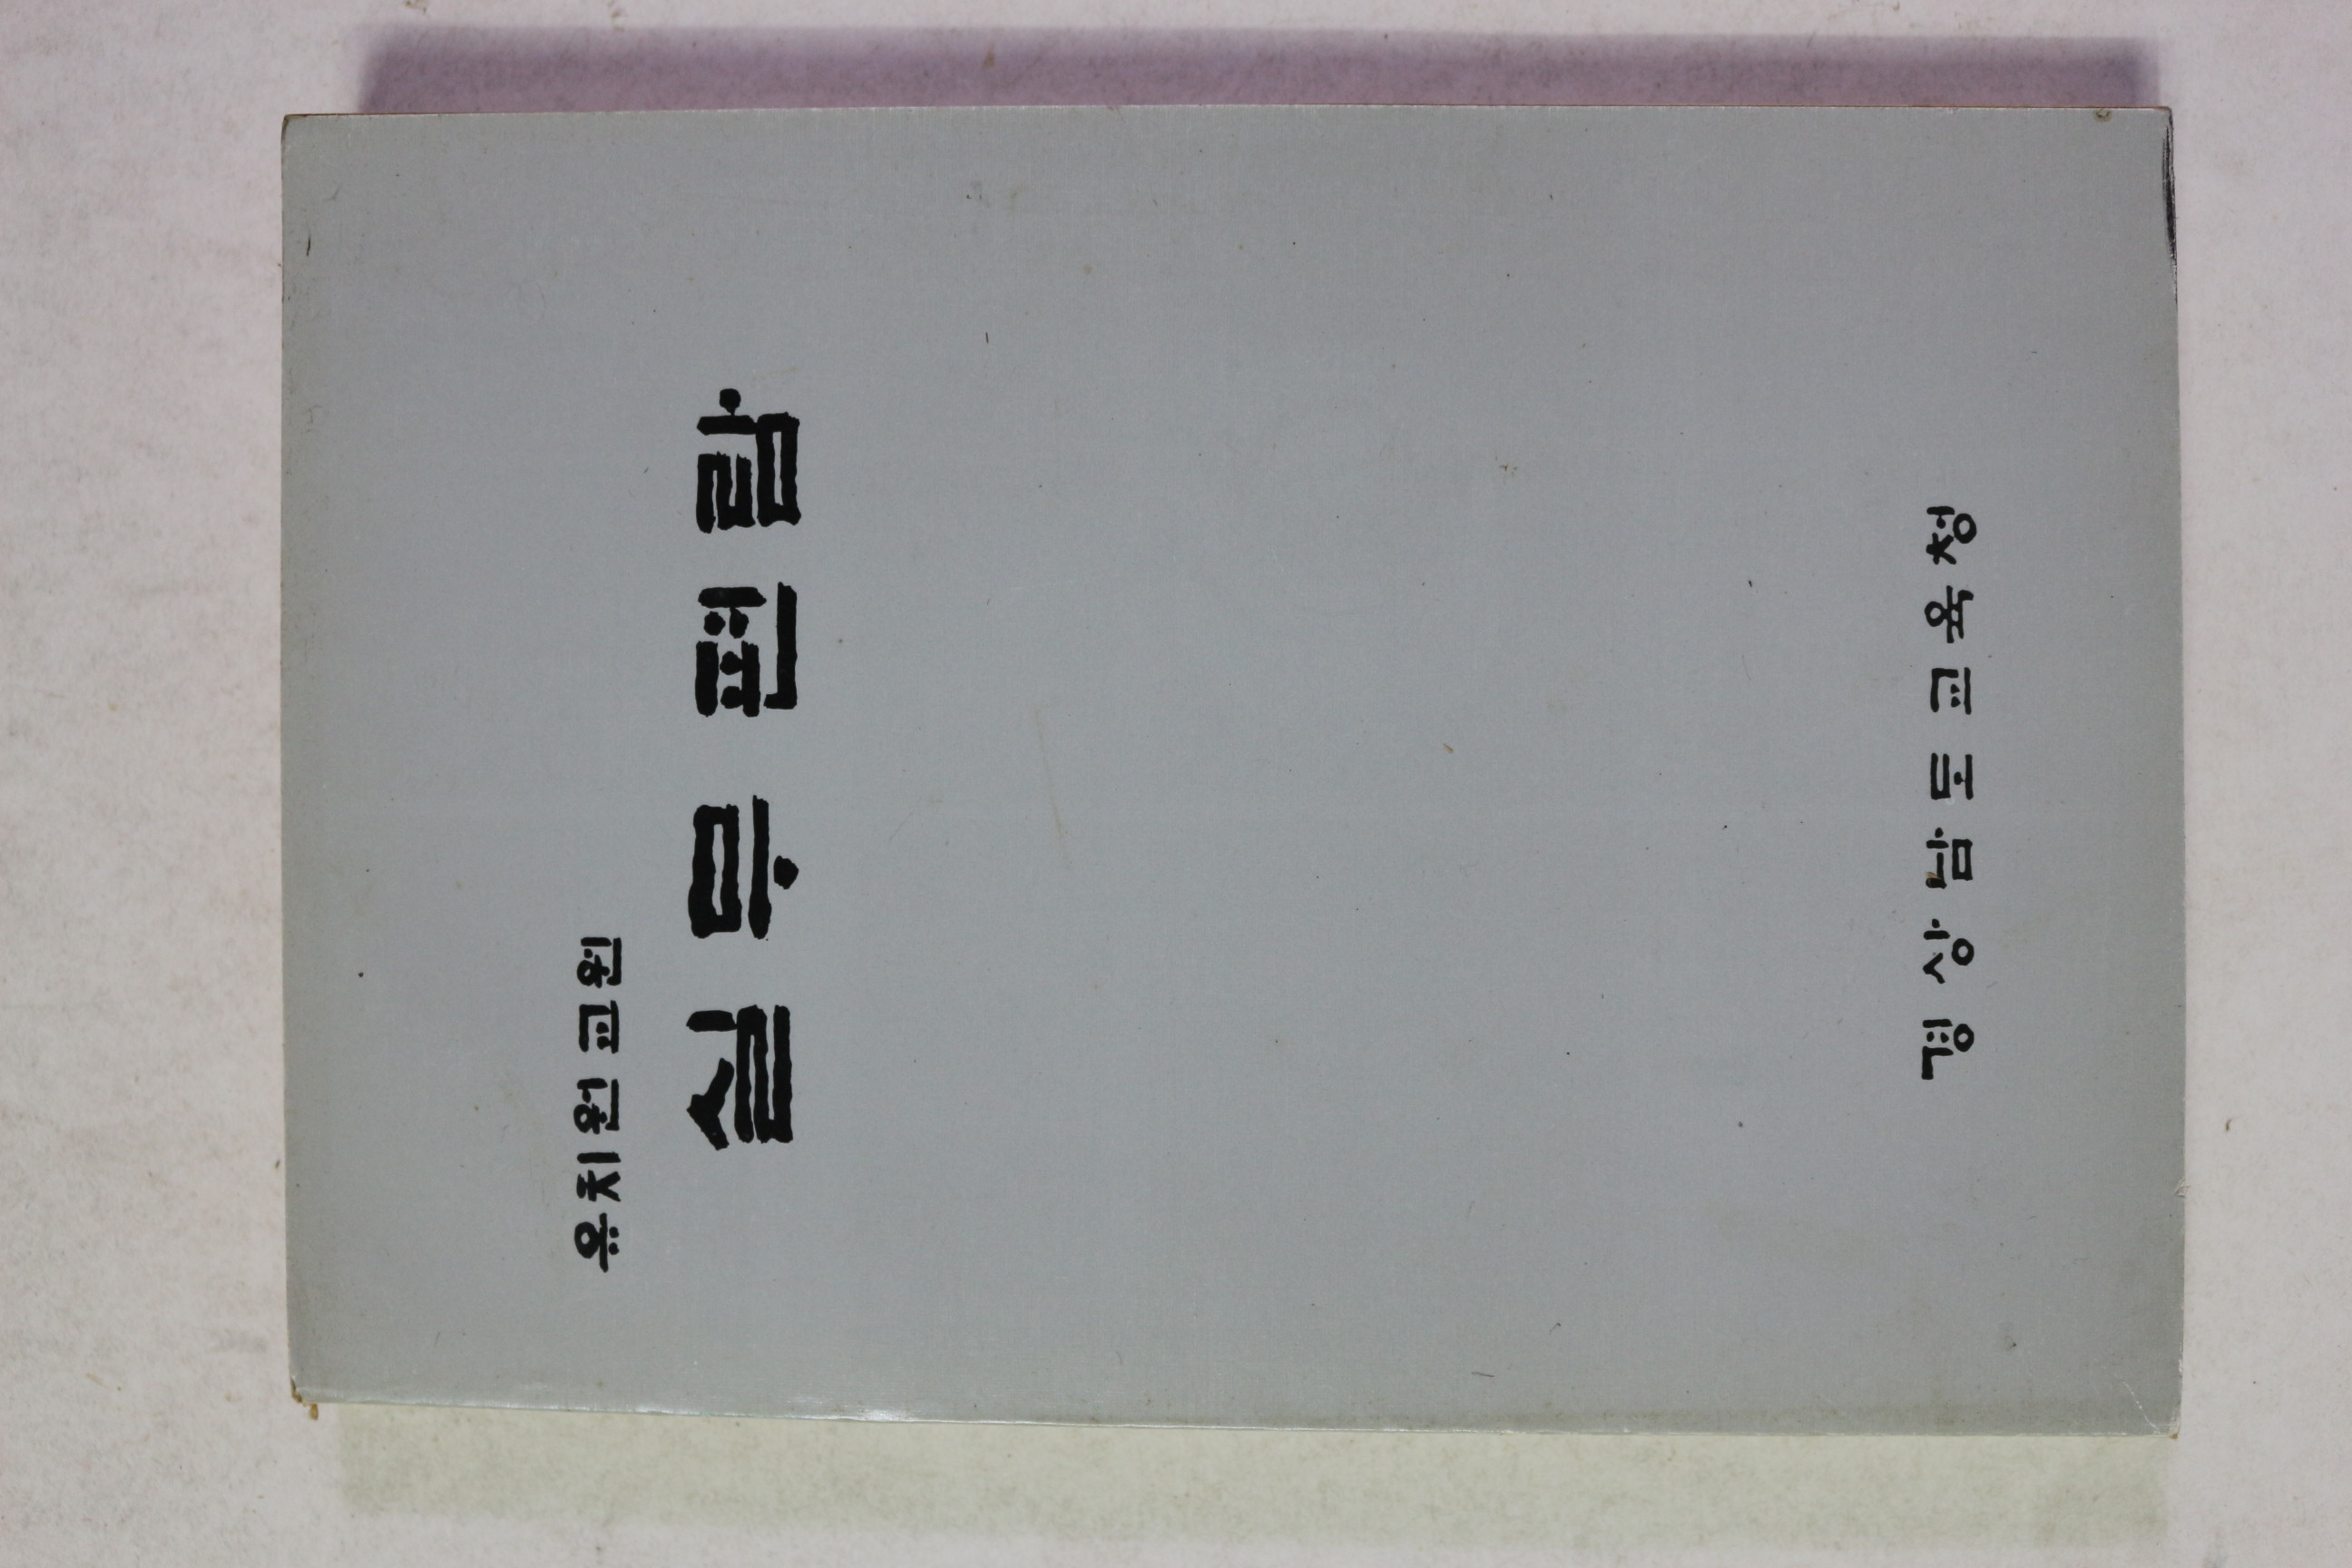 유치원 교원
실무편람
경상남도교육청